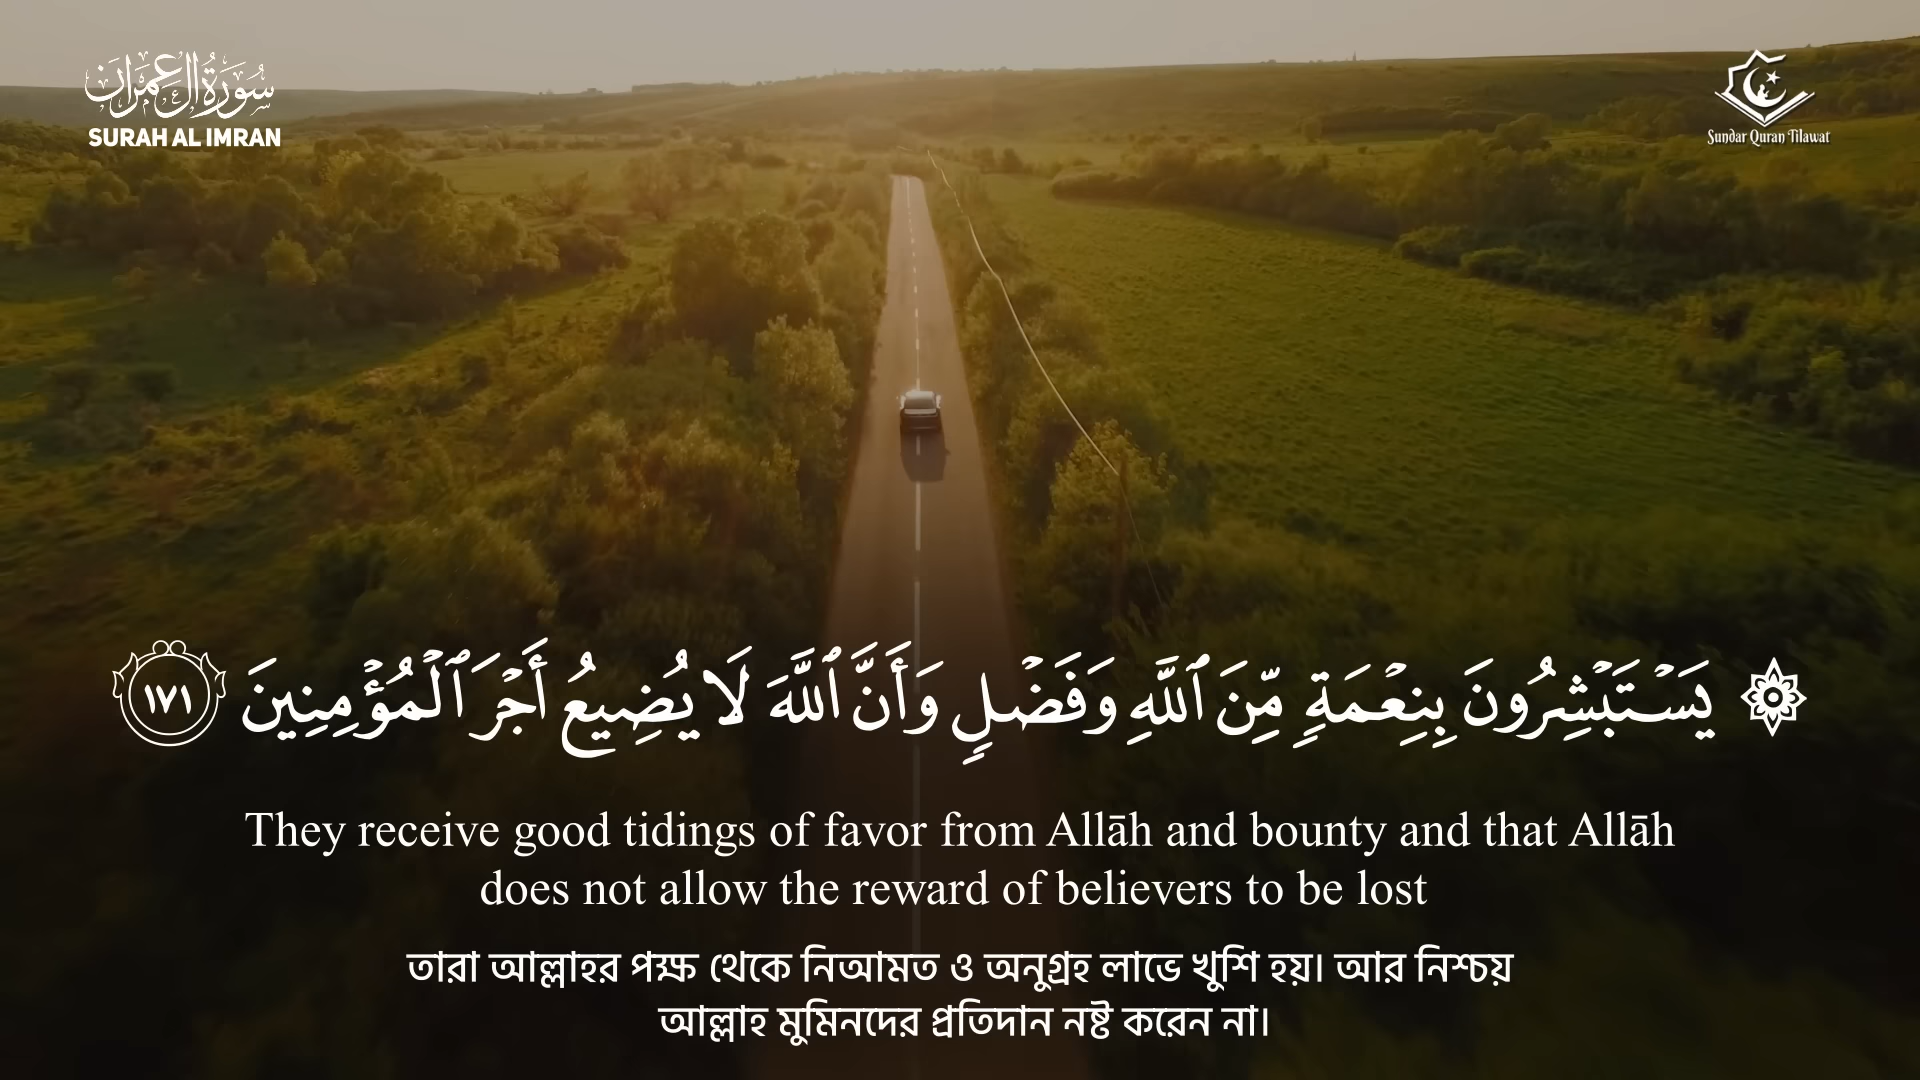 سُورَةُ آل عِمْرَان
SURAH AL IMRAN
Sundar Quran Tilawat
۞ يَسْتَبْشِرُونَ بِنِعْمَةٍ مِّنَ ٱللَّهِ وَفَضْلٍ وَأَنَّ ٱللَّهَ لَا يُضِيعُ أَجْرَ ٱلْمُؤْمِنِينَ ١٧١
They receive good tidings of favor from Allāh and bounty and that Allāh
does not allow the reward of believers to be lost
তারা আল্লাহর পক্ষ থেকে নিআমত ও অনুগ্রহ লাভে খুশি হয়। আর নিশ্চয়
আল্লাহ মুমিনদের প্রতিদান নষ্ট করেন না।